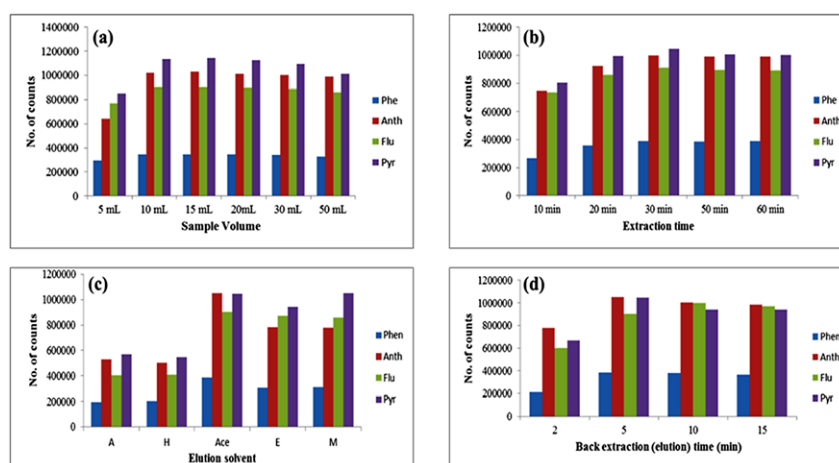 (a)
No. of counts
1400000
1200000
1000000
800000
600000
400000
200000
0
5 mL 10 mL 15 mL 20mL 30 mL 50 mL
Sample Volume
Phe
Anth
Flu
Pyr
(b)
No. of counts
1200000
1000000
800000
600000
400000
200000
0
10 min 20 min 30 min 50 min 60 min
Extraction time
Phe
Anth
Flu
Pyr
(c)
No. of counts
1200000
1000000
800000
600000
400000
200000
0
A H Ace E M
Elution solvent
Phen
Anth
Flu
Pyr
(d)
No. of counts
1200000
1000000
800000
600000
400000
200000
0
2 5 10 15
Back extraction (elution) time (min)
Phen
Anth
Flu
Pyr